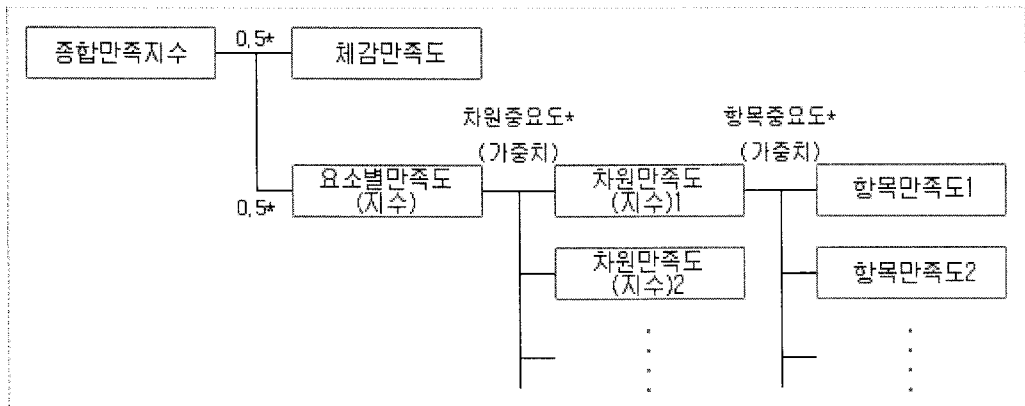 종합만족지수
0,5*
체감만족도
차원중요도*
(가중치)
항목중요도*
(가중치)
0,5*
요소별만족도
(지수)
차원만족도
(지수)1
항목만족도1
차원만족도
(지수)2
항목만족도2